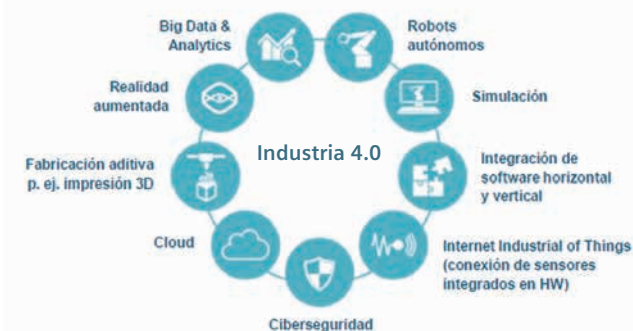 Big Data &
Analytics
Robots
autónomos
Realidad
aumentada
Simulación
Industria 4.0
Fabricación aditiva
p. ej. impresión 3D
Integración de
software horizontal
y vertical
Cloud
Internet Industrial of Things
(conexión de sensores
integrados en HW)
Ciberseguridad